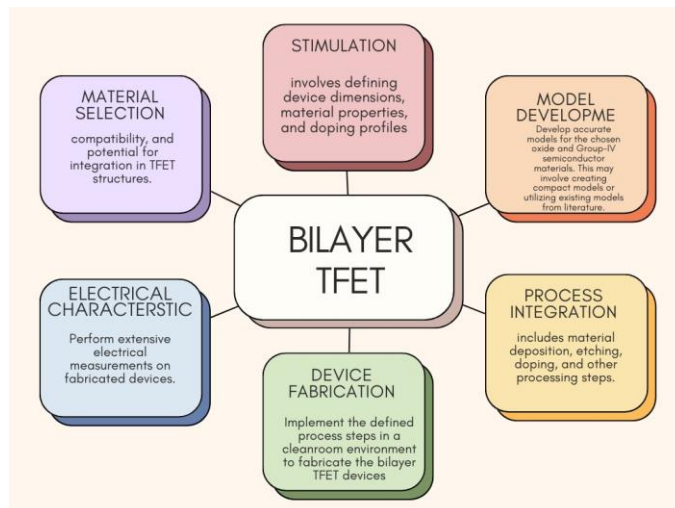 STIMULATION
involves defining
device dimensions,
material properties,
and doping profiles
MATERIAL
SELECTION
compatibility, and
potential for
integration in TFET
structures.
MODEL
DEVELOPME
Develop accurate
models for the chosen
oxide and Group-IV
semiconductor
materials. This may
involve creating
compact models or
utilizing existing models
from literature.
BILAYER
TFET
ELECTRICAL
CHARACTERSTIC
Perform extensive
electrical
measurements on
fabricated devices.
PROCESS
INTEGRATION
includes material
deposition, etching,
doping, and other
processing steps.
DEVICE
FABRICATION
Implement the defined
process steps in a
cleanroom environment
to fabricate the bilayer
TFET devices